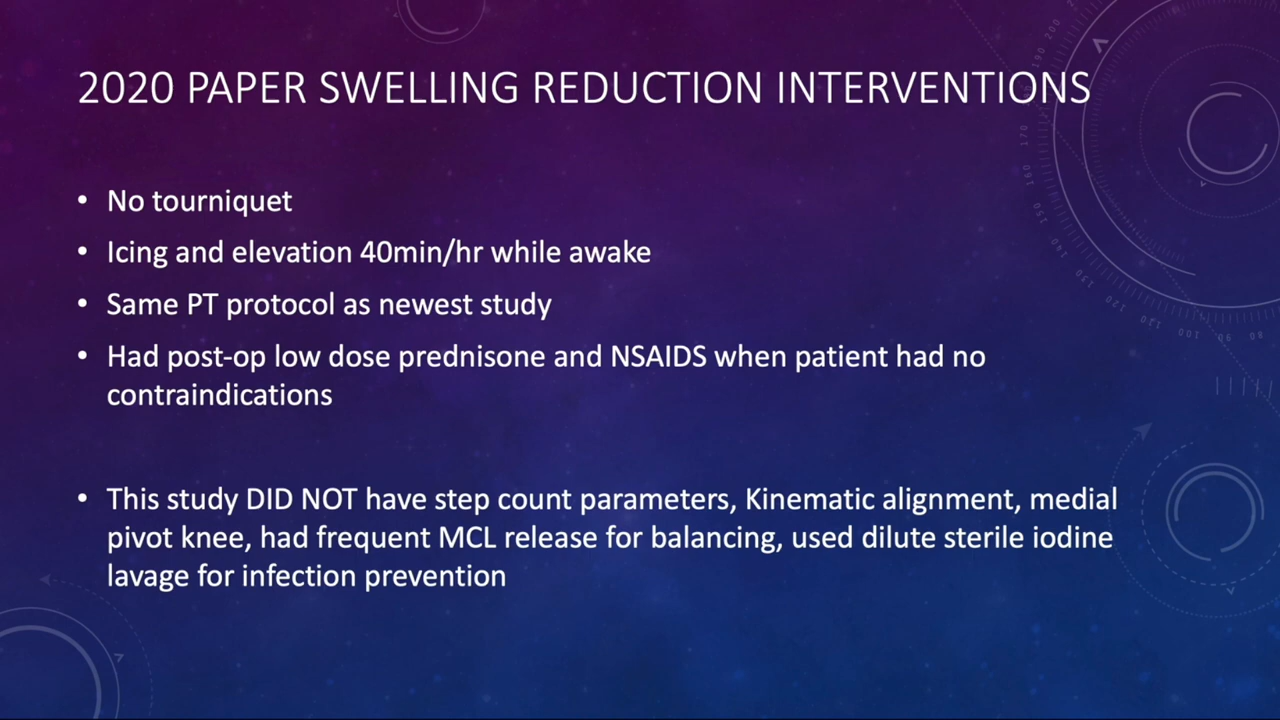 2020 PAPER SWELLING REDUCTION INTERVENTIONS
• No tourniquet
• Icing and elevation 40min/hr while awake
• Same PT protocol as newest study
• Had post-op low dose prednisone and NSAIDS when patient had no
contraindications
• This study DID NOT have step count parameters, Kinematic alignment, medial
pivot knee, had frequent MCL release for balancing, used dilute sterile iodine
lavage for infection prevention